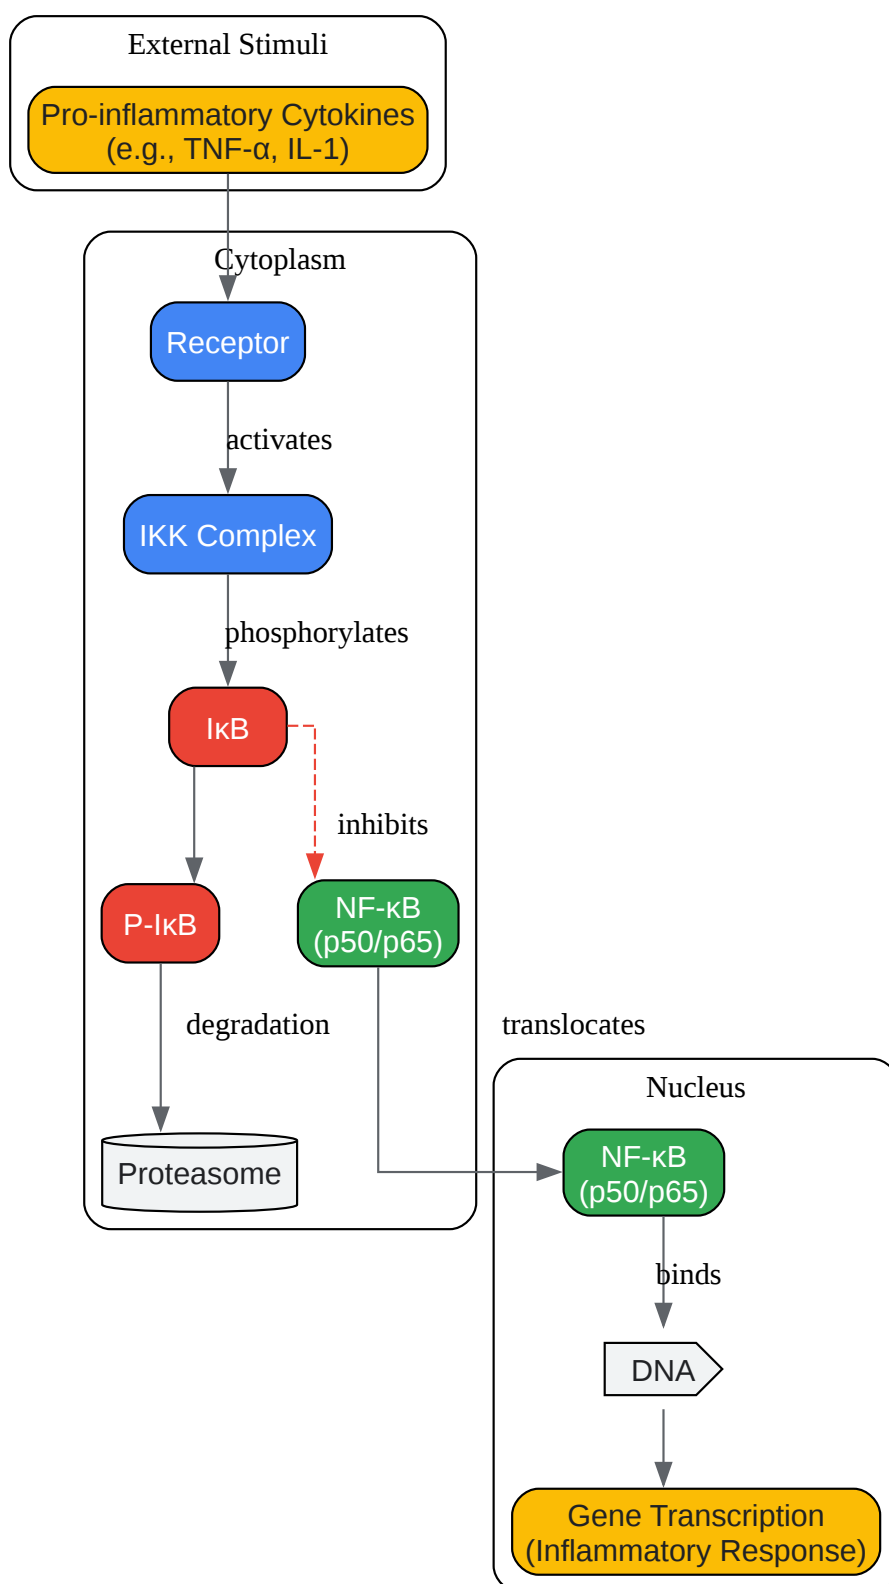 External Stimuli
Pro-inflammatory Cytokines
(e.g., TNF-α, IL-1)
Cytoplasm
Receptor
activates
IKK Complex
phosphorylates
IκB
inhibits
P-IκB
NF-κB
(p50/p65)
degradation
translocates
Nucleus
Proteasome
NF-κB
(p50/p65)
binds
DNA
Gene Transcription
(Inflammatory Response)